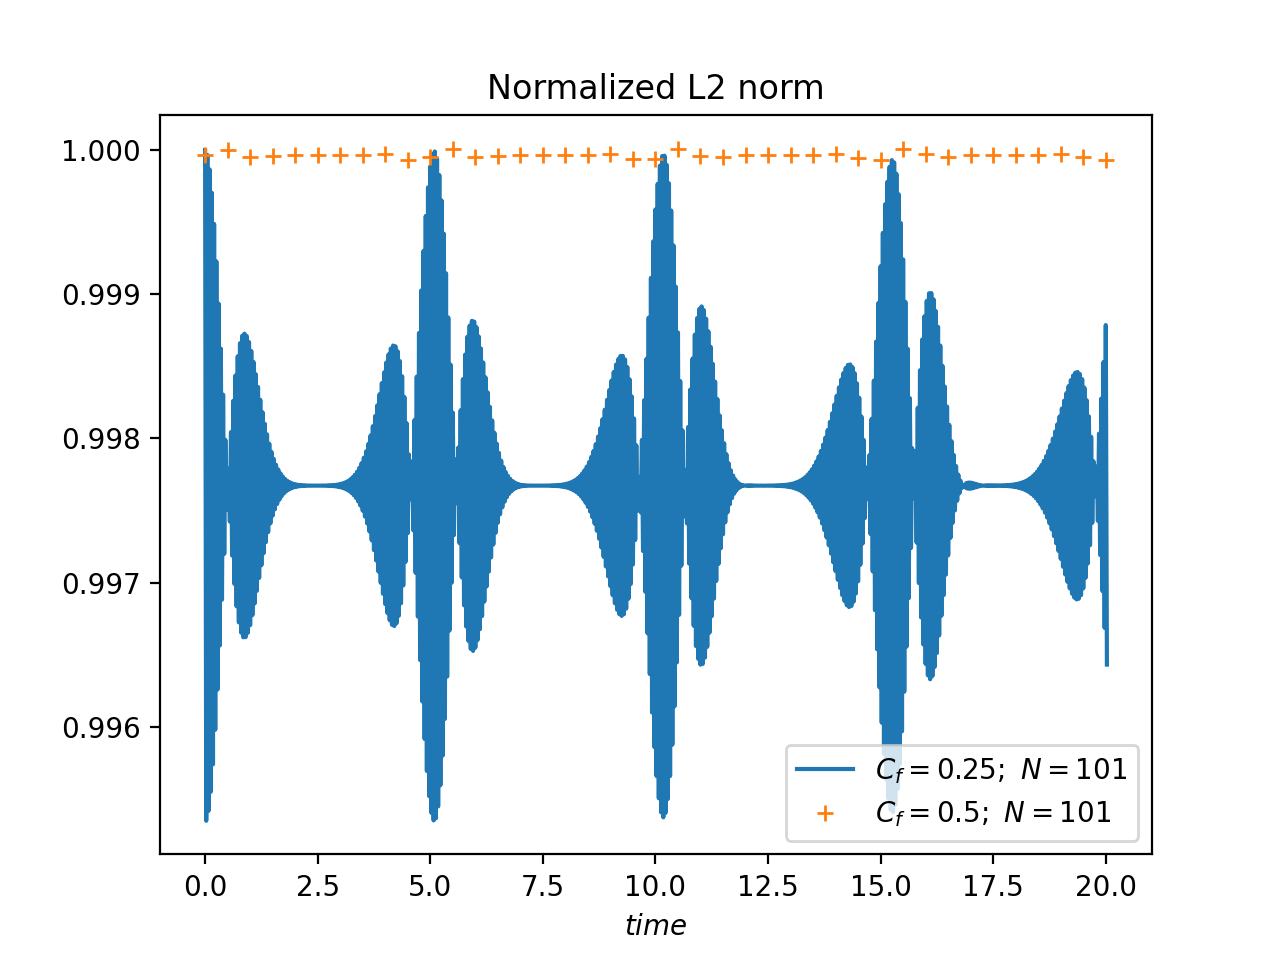 Normalized L2 norm
1.000
0.999
0.998
0.997
0.996
C_f = 0.25; N = 101
C_f = 0.5; N = 101
0.0 2.5 5.0 7.5 10.0 12.5 15.0 17.5 20.0
time